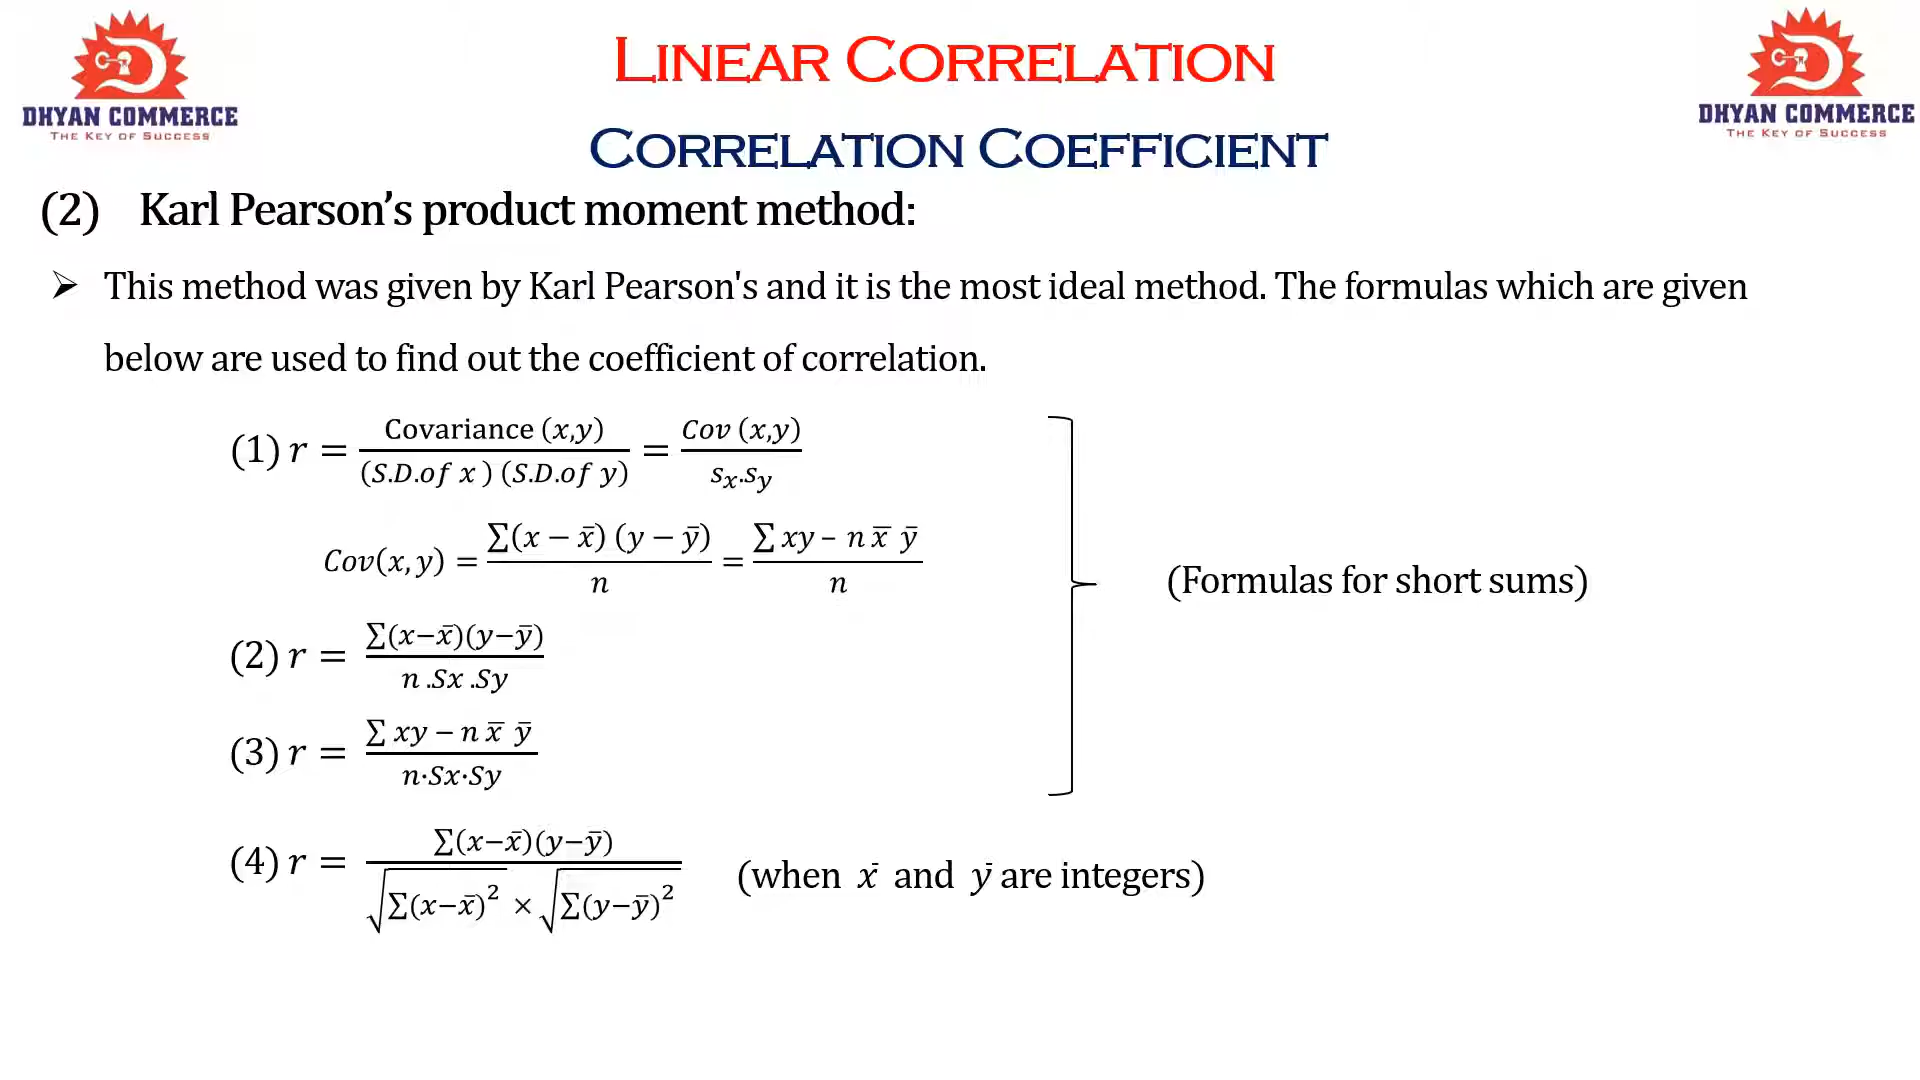 DHYAN COMMERCE
The Key of Success
LINEAR CORRELATION
DHYAN COMMERCE
The Key of Success
CORRELATION COEFFICIENT
(2) Karl Pearson’s product moment method:
➢ This method was given by Karl Pearson's and it is the most ideal method. The formulas which are given
below are used to find out the coefficient of correlation.
(1) r = Covariance (x,y) / (S.D.of x ) (S.D.of y) = Cov (x,y) / sₓ.s_y
Cov(x, y) = ∑(x − x̄) (y − ȳ) / n = ∑ xy – n x̄ ȳ / n
(Formulas for short sums)
(2) r = ∑(x−x̄)(y−ȳ) / n .Sx .Sy
(3) r = ∑ xy − n x̄ ȳ / n·Sx·Sy
(4) r = ∑(x−x̄)(y−ȳ) / √∑(x−x̄)² × √∑(y−ȳ)² (when x̄ and ȳ are integers)